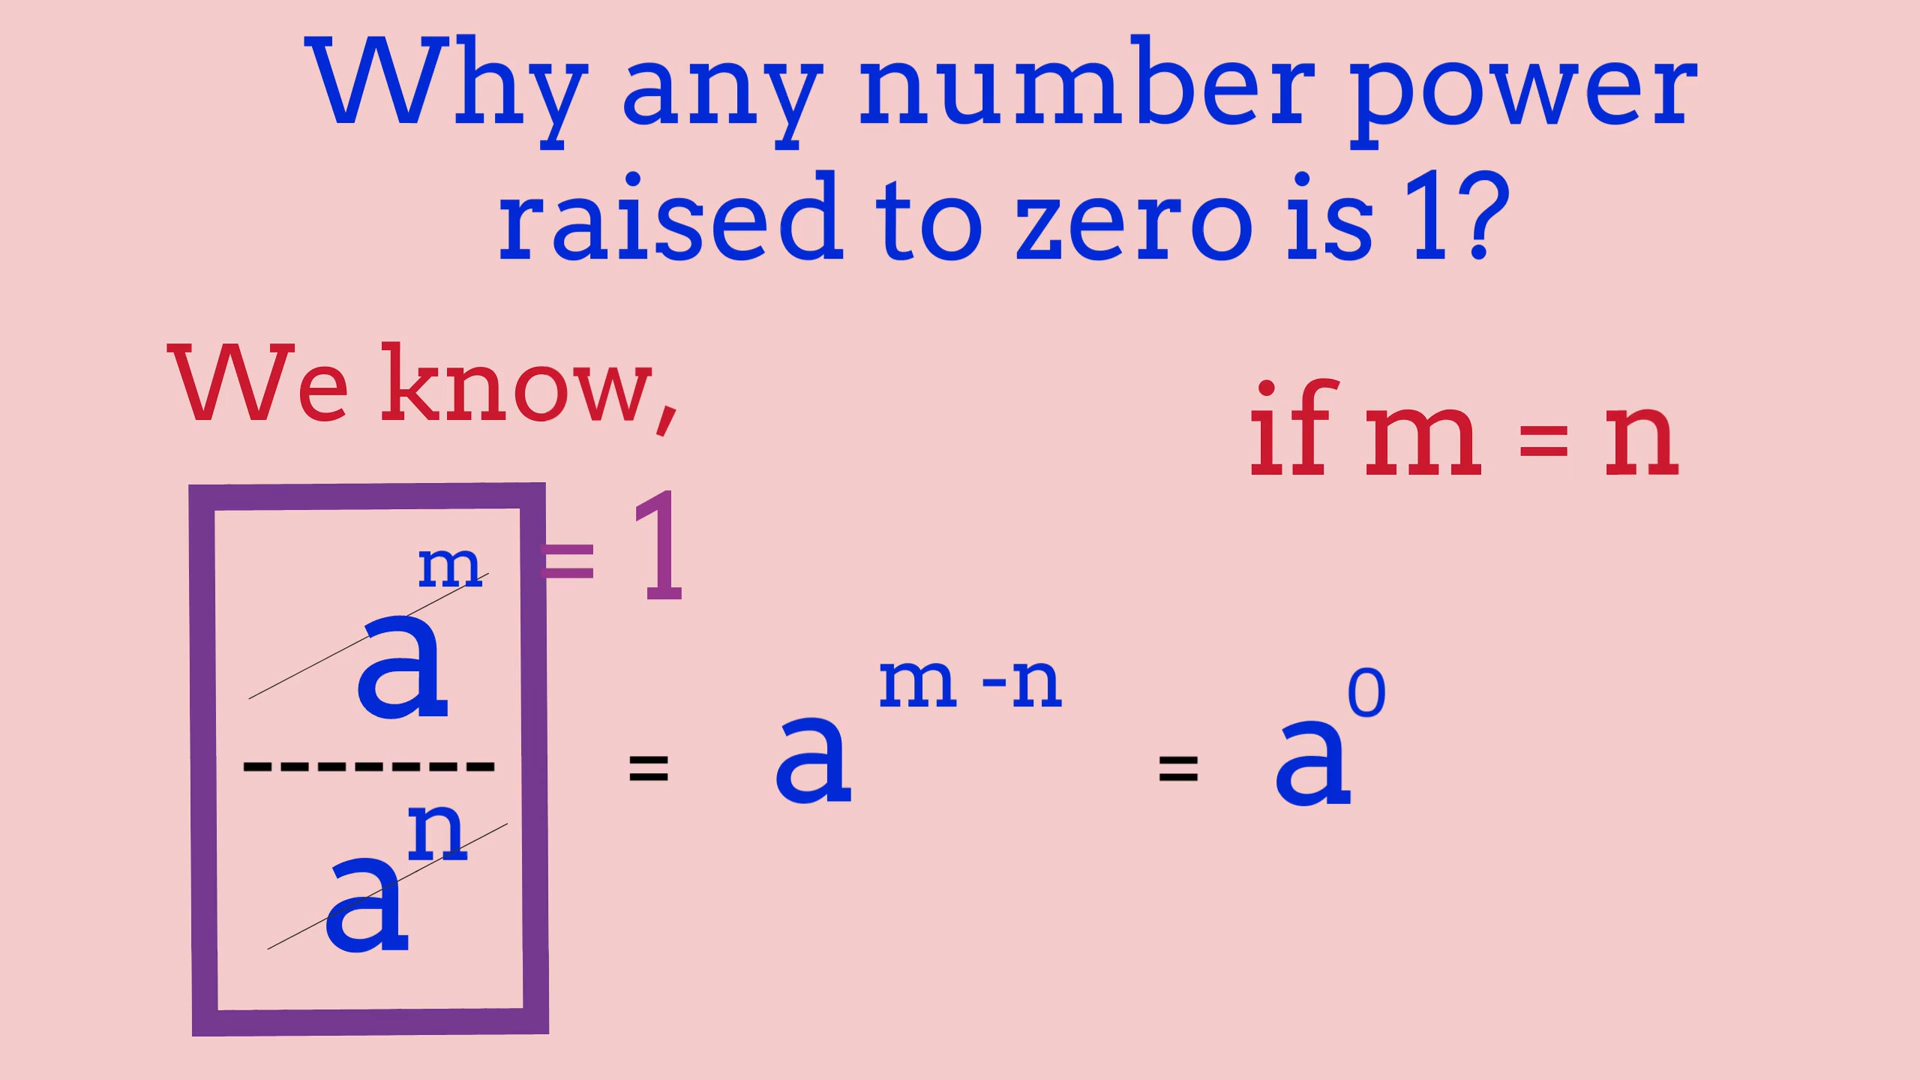 Why any number power
raised to zero is 1?
We know,
if m = n
= 1
m
a
-------
n
a
=
a m -n
=
a 0